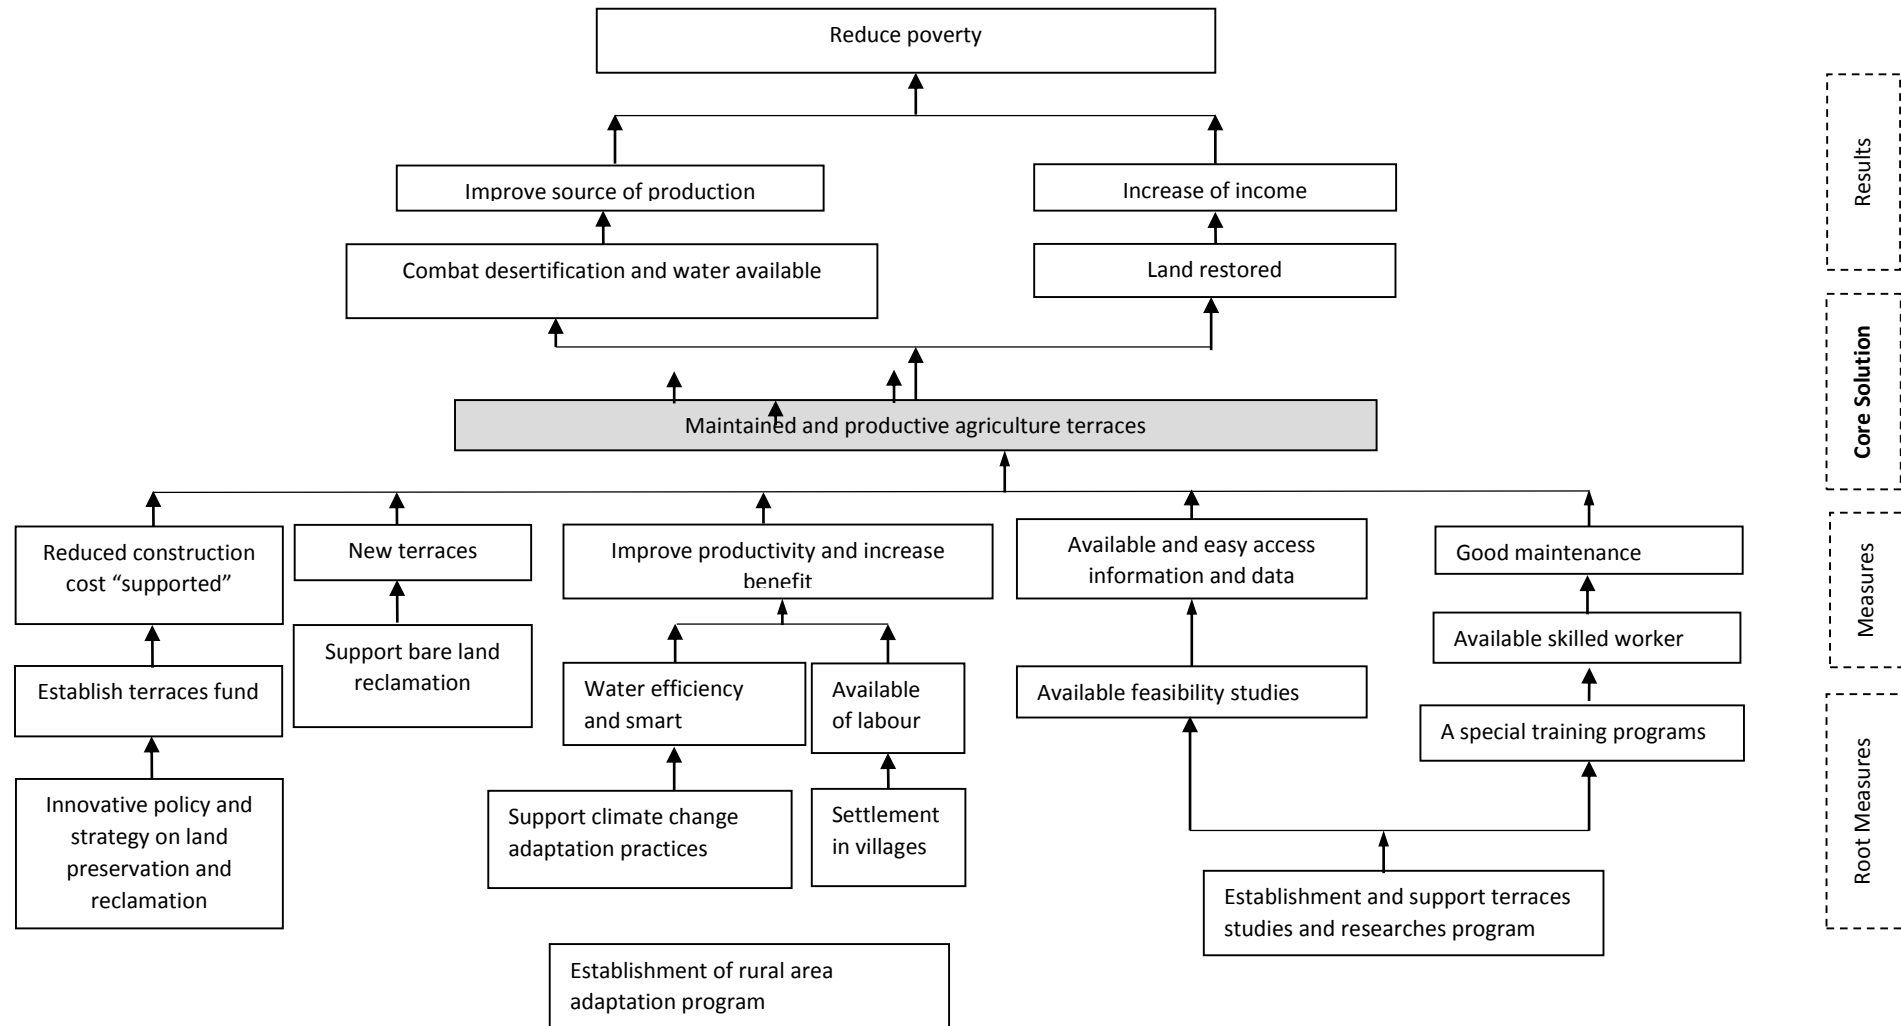 Reduce poverty
Improve source of production
Increase of income
Combat desertification and water available
Land restored
Maintained and productive agriculture terraces
Reduced construction
cost “supported”
New terraces
Improve productivity and increase
benefit
Available and easy access
information and data
Good maintenance
Support bare land
reclamation
Available skilled worker
Establish terraces fund
Water efficiency
and smart
Available
of labour
Available feasibility studies
A special training programs
Innovative policy and
strategy on land
preservation and
reclamation
Support climate change
adaptation practices
Settlement
in villages
Establishment and support terraces
studies and researches program
Establishment of rural area
adaptation program
Results
Core Solution
Measures
Root Measures